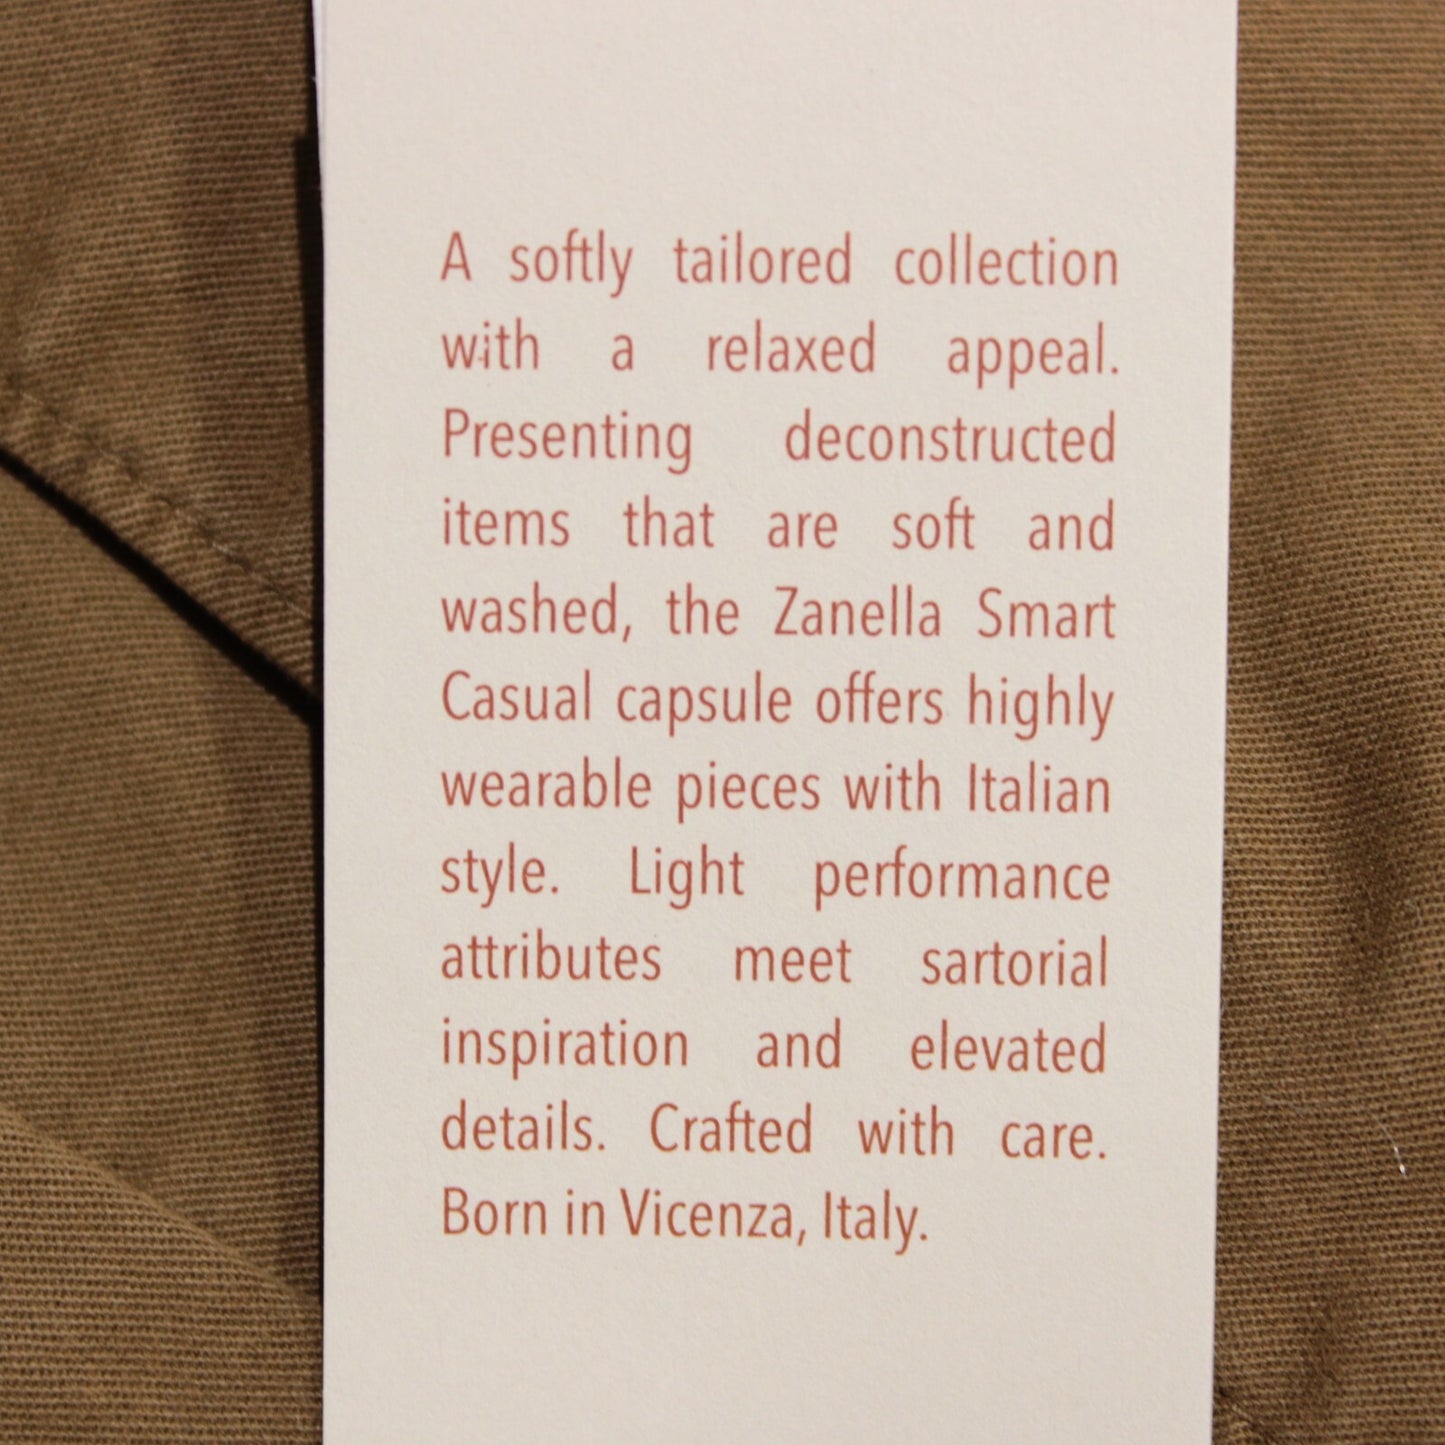 A softly tailored collection
with a relaxed appeal.
Presenting deconstructed
items that are soft and
washed, the Zanella Smart
Casual capsule offers highly
wearable pieces with Italian
style. Light performance
attributes meet sartorial
inspiration and elevated
details. Crafted with care.
Born in Vicenza, Italy.